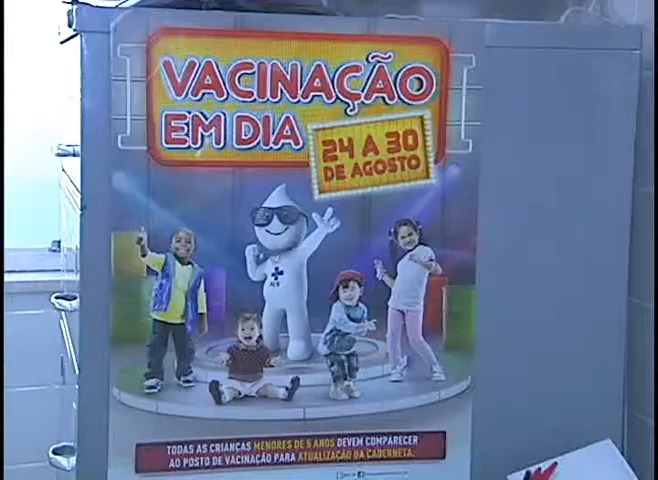 VACINAÇÃO
EM DIA
24 A 30
DE AGOSTO
SUS
TODAS AS CRIANÇAS MENORES DE 5 ANOS DEVEM COMPARECER
AO POSTO DE VACINAÇÃO PARA ATUALIZAÇÃO DA CADERNETA.